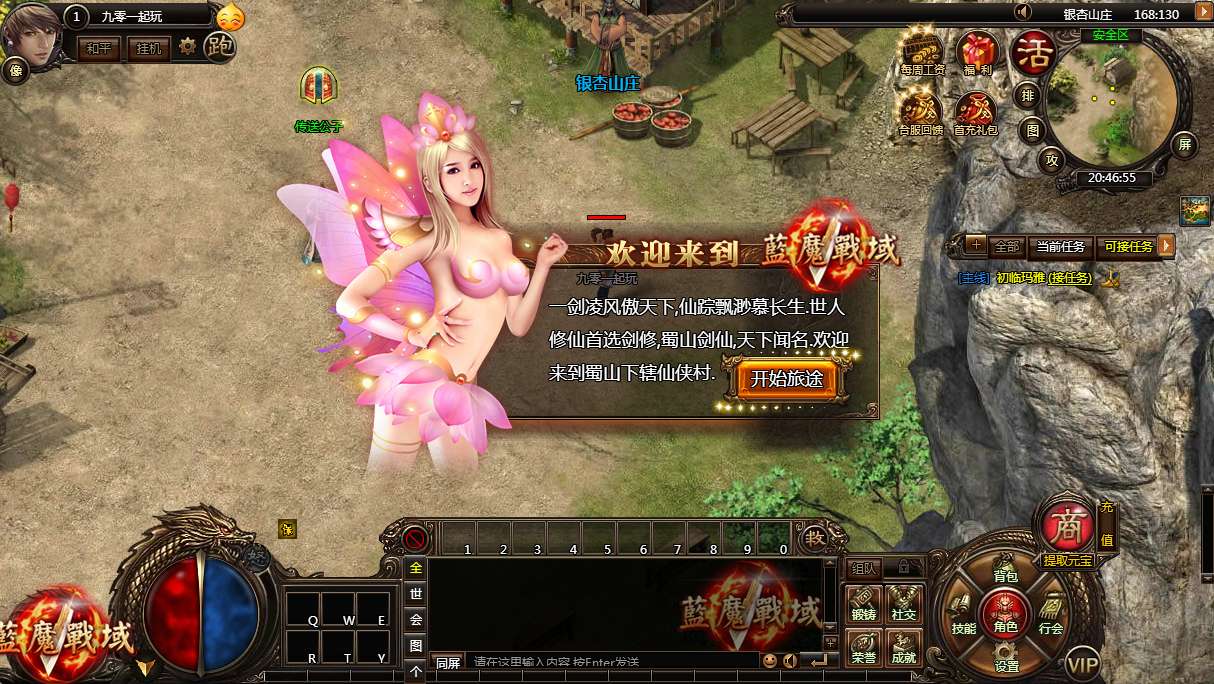 1 九零一起玩
和平 挂机 跑
像
传送公子
银杏山庄
银杏山庄 168:130
安全区
每周工资 福利 活
排
合服回馈 首充礼包
图
攻
屏
20:46:55
全部 当前任务 可接任务
[主线] 初临玛雅(接任务)
欢迎来到 藍魔戰域
九零一起玩
一剑凌风傲天下,仙踪飘渺慕长生.世人
修仙首选剑修,蜀山剑仙,天下闻名.欢迎
来到蜀山下辖仙侠村.
开始旅途
商
充值
提取元宝
1 2 3 4 5 6 7 8 9 0
救
Q W E
R T Y
全
世
会
图
个
藍魔戰域
藍魔戰域
同屏 请在这里输入内容,按Enter发送
组队
锻铸 社交
荣誉 成就
背包
技能 角色 行会
设置
VIP